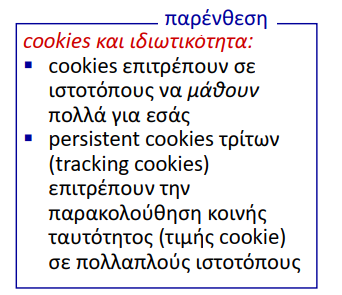 παρένθεση
cookies και ιδιωτικότητα:
▪ cookies επιτρέπουν σε
ιστοτόπους να μάθουν
πολλά για εσάς
▪ persistent cookies τρίτων
(tracking cookies)
επιτρέπουν την
παρακολούθηση κοινής
ταυτότητος (τιμής cookie)
σε πολλαπλούς ιστοτόπους